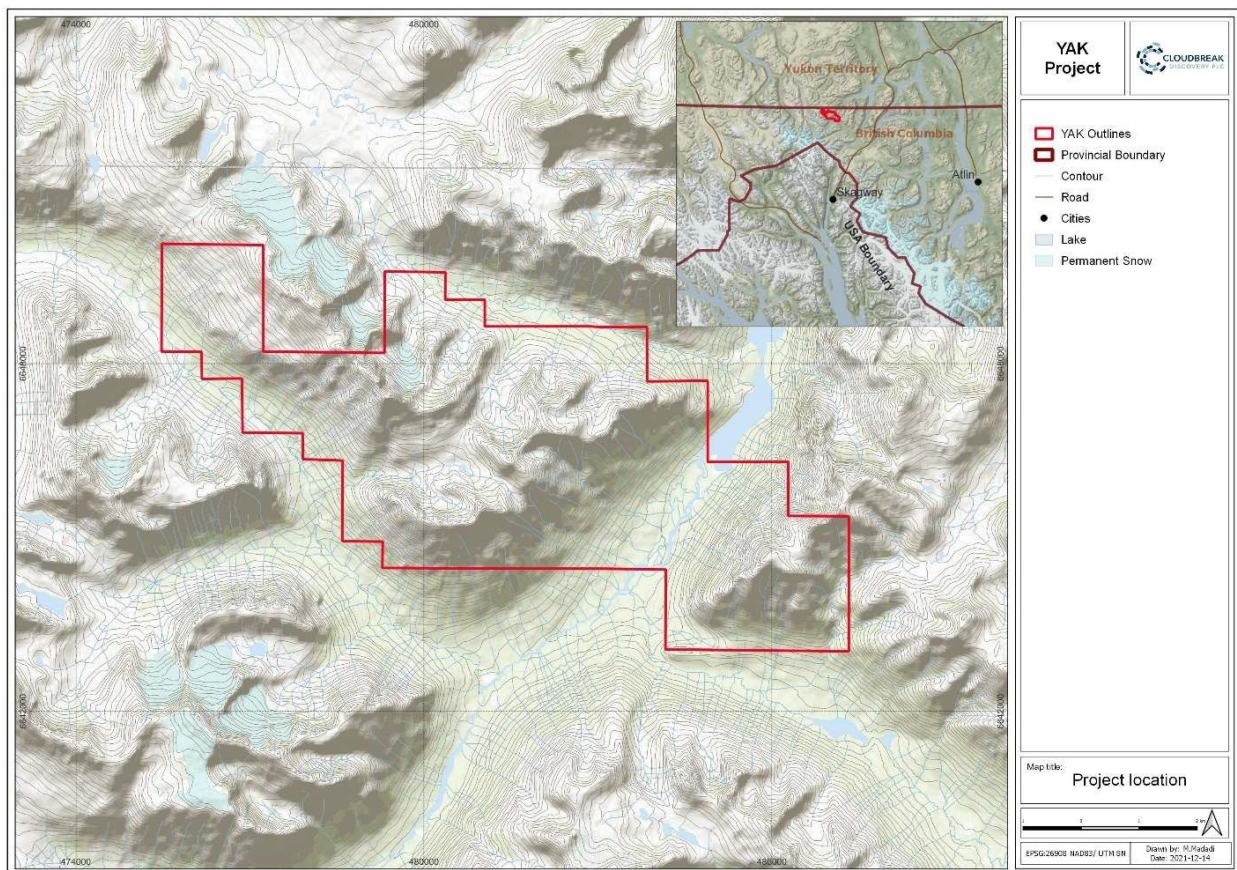 474000
480000
YAK
Project
CLOUDBREAK
DISCOVERY PLC
Yukon Territory
British Columbia
Atlin
Skagway
USA Boundary
YAK Outlines
Provincial Boundary
Contour
Road
Cities
Lake
Permanent Snow
6648000
6648000
6642000
6642000
474000
480000
486000
Map title:
Project location
EPSG:26908 NAD83/ UTM 8N
Drawn by: M.Madadi
Date: 2021-12-14